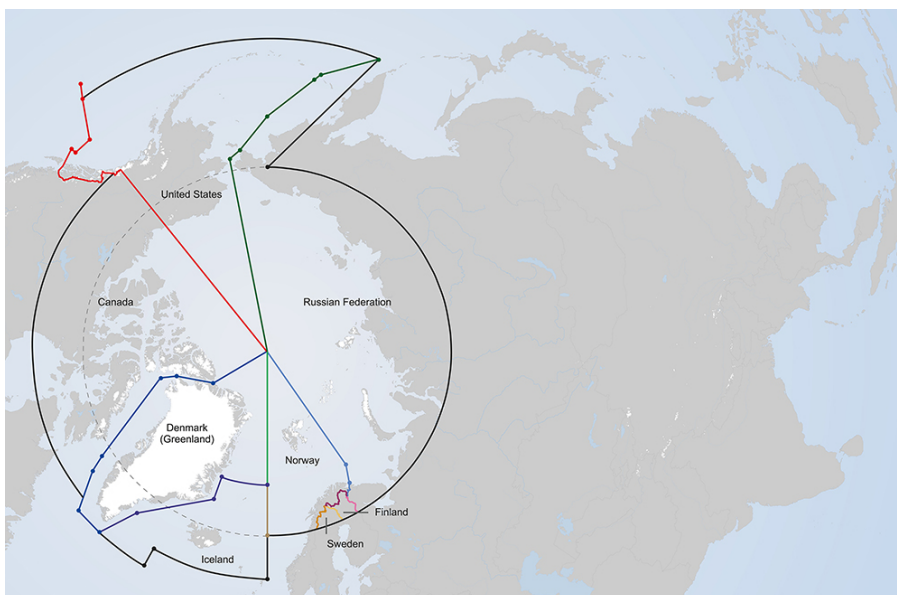 United States
Canada
Russian Federation
Denmark
(Greenland)
Norway
Finland
Sweden
Iceland